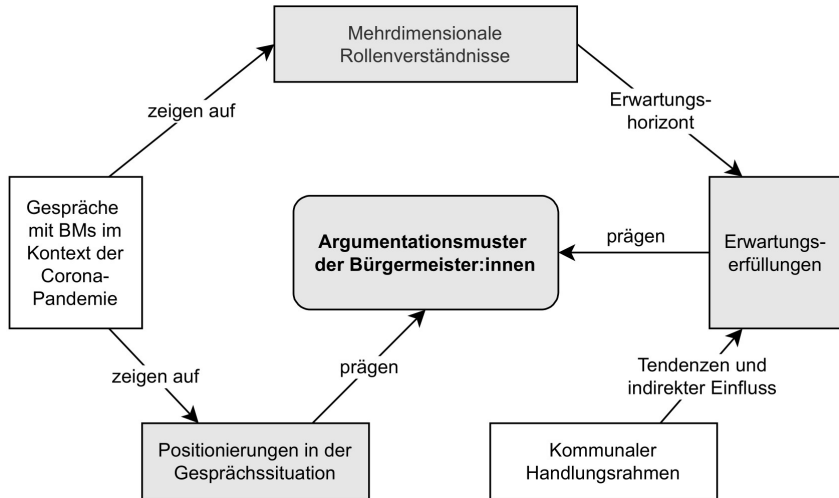 Mehrdimensionale
Rollenverständnisse
zeigen auf
Erwartungs-
horizont
Gespräche
mit BMs im
Kontext der
Corona-
Pandemie
Argumentationsmuster
der Bürgermeister:innen
prägen
Erwartungs-
erfüllungen
zeigen auf
prägen
Tendenzen und
indirekter Einfluss
Positionierungen in der
Gesprächssituation
Kommunaler
Handlungsrahmen